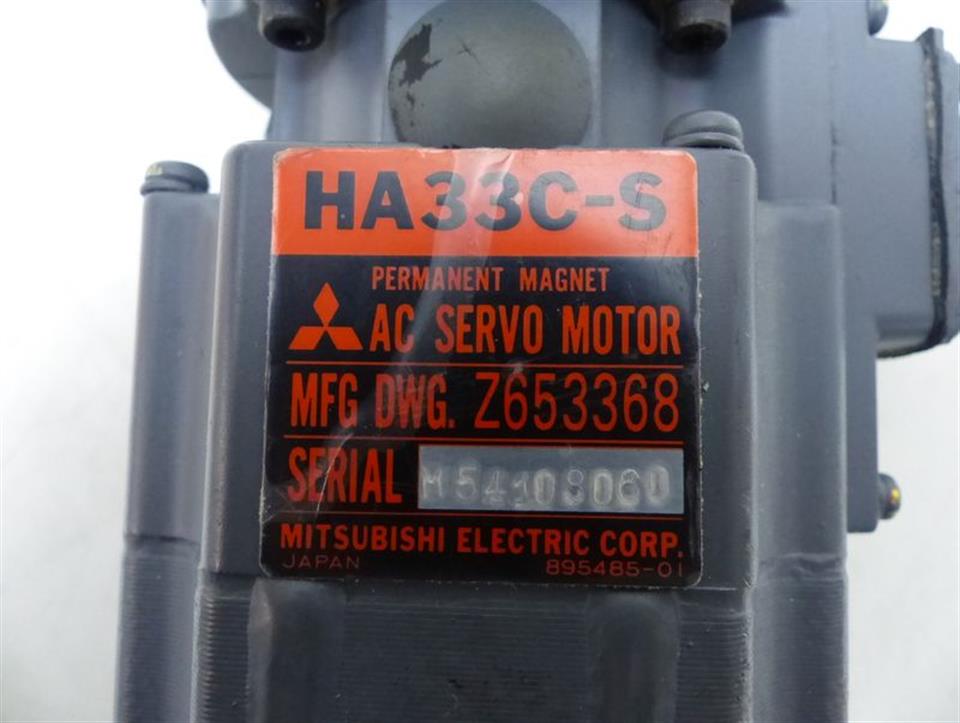 HA33C-S
PERMANENT MAGNET
AC SERVO MOTOR
MFG DWG. Z653368
SERIAL M54108060
MITSUBISHI ELECTRIC CORP.
JAPAN 895485-01